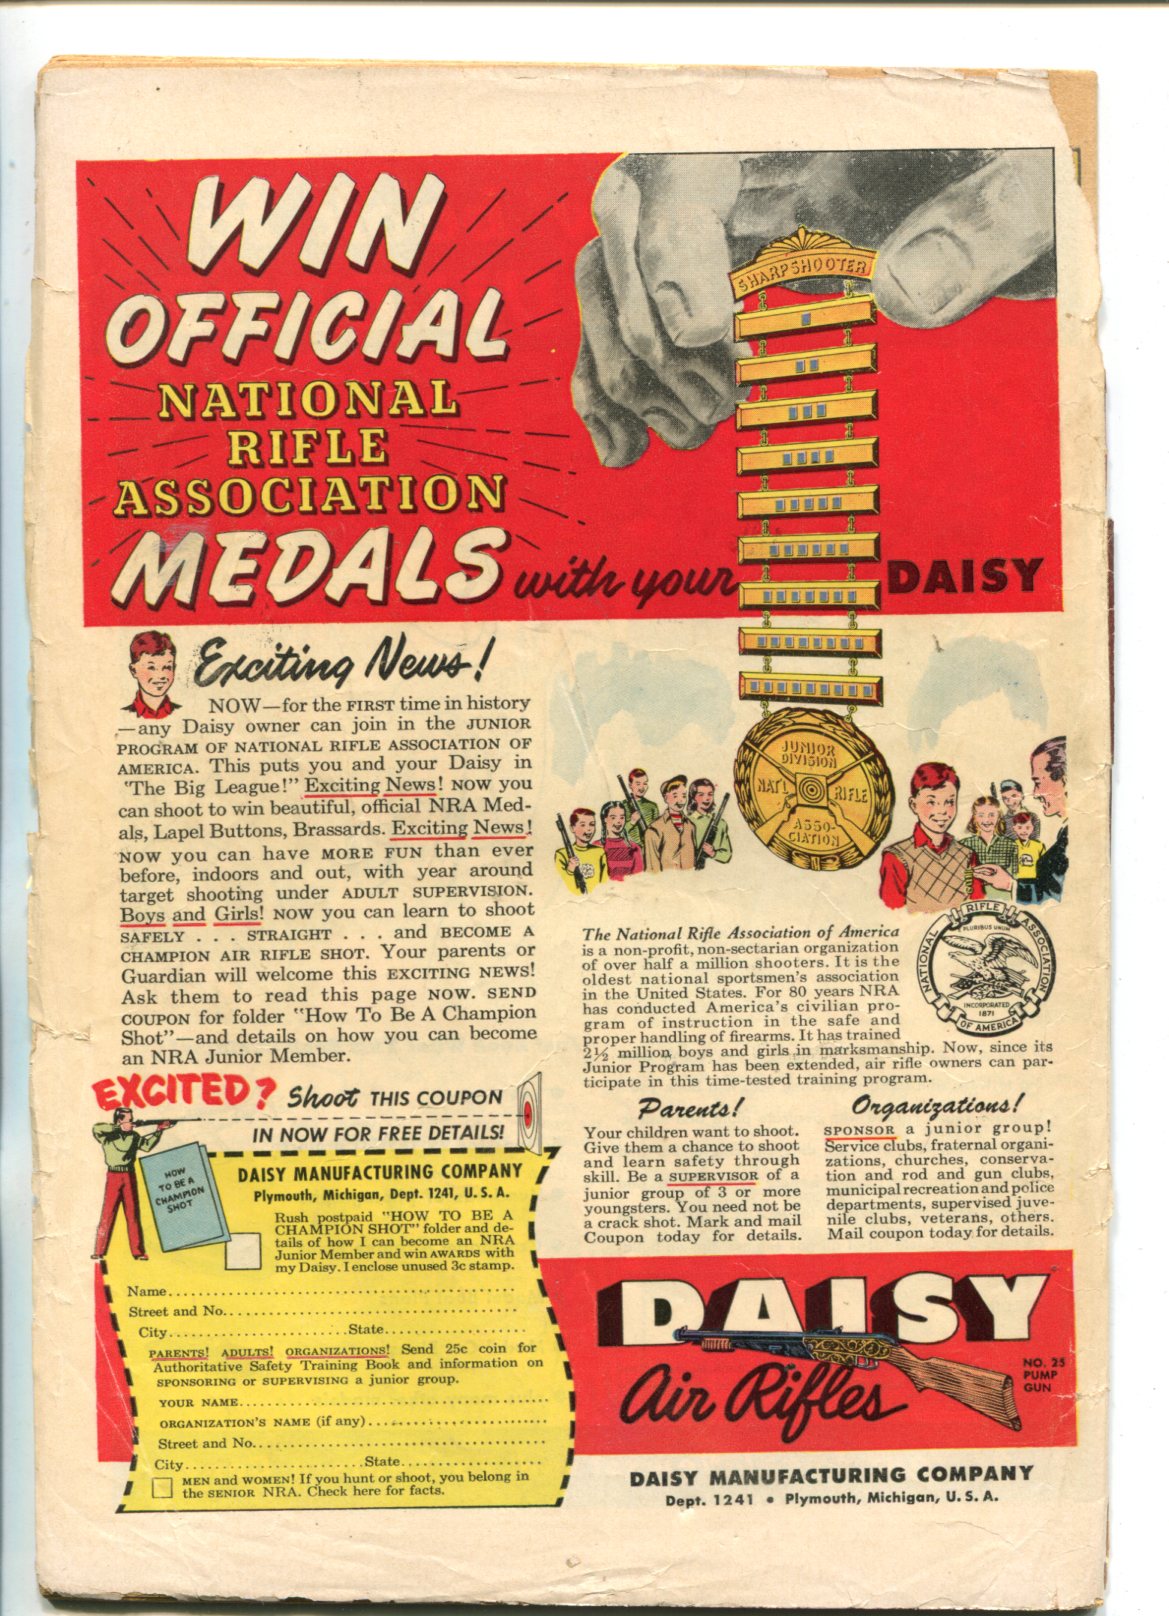 WIN
OFFICIAL
NATIONAL
RIFLE
ASSOCIATION
MEDALS
with your DAISY
SHARPSHOOTER
JUNIOR
DIVISION
NAT'L RIFLE
ASSO-
CIATION
Exciting News!
NOW—for the FIRST time in history
—any Daisy owner can join in the JUNIOR
PROGRAM OF NATIONAL RIFLE ASSOCIATION OF
AMERICA. This puts you and your Daisy in
"The Big League!" Exciting News! NOW you
can shoot to win beautiful, official NRA Med-
als, Lapel Buttons, Brassards. Exciting News!
NOW you can have MORE FUN than ever
before, indoors and out, with year around
target shooting under ADULT SUPERVISION.
Boys and Girls! NOW you can learn to shoot
SAFELY . . . STRAIGHT . . . and BECOME A
CHAMPION AIR RIFLE SHOT. Your parents or
Guardian will welcome this EXCITING NEWS!
Ask them to read this page NOW. SEND
COUPON for folder "How To Be A Champion
Shot"—and details on how you can become
an NRA Junior Member.
The National Rifle Association of America
is a non-profit, non-sectarian organization
of over half a million shooters. It is the
oldest national sportsmen's association
in the United States. For 80 years NRA
has conducted America's civilian pro-
gram of instruction in the safe and
proper handling of firearms. It has trained
2½ million boys and girls in marksmanship. Now, since its
Junior Program has been extended, air rifle owners can par-
ticipate in this time-tested training program.
NATIONAL RIFLE ASSOCIATION
OF AMERICA
PLURIBUS UNUM
INCORPORATED
1871
Parents!
Your children want to shoot.
Give them a chance to shoot
and learn safety through
skill. Be a SUPERVISOR of a
junior group of 3 or more
youngsters. You need not be
a crack shot. Mark and mail
Coupon today for details.
Organizations!
SPONSOR a junior group!
Service clubs, fraternal organi-
zations, churches, conserva-
tion and rod and gun clubs,
municipal recreation and police
departments, supervised juve-
nile clubs, veterans, others.
Mail coupon today for details.
EXCITED? Shoot THIS COUPON
IN NOW FOR FREE DETAILS!
HOW
TO BE A
CHAMPION
SHOT
DAISY MANUFACTURING COMPANY
Plymouth, Michigan, Dept. 1241, U. S. A.
Rush postpaid "HOW TO BE A
CHAMPION SHOT" folder and de-
tails of how I can become an NRA
Junior Member and win AWARDS with
my Daisy. I enclose unused 3c stamp.
Name
Street and No.
City State
PARENTS! ADULTS! ORGANIZATIONS! Send 25c coin for
Authoritative Safety Training Book and information on
SPONSORING OR SUPERVISING a junior group.
YOUR NAME
ORGANIZATION'S NAME (if any)
Street and No.
City State
MEN and WOMEN! If you hunt or shoot, you belong in
the SENIOR NRA. Check here for facts.
DAISY
Air Rifles
NO. 25
PUMP
GUN
DAISY MANUFACTURING COMPANY
Dept. 1241 • Plymouth, Michigan, U. S. A.